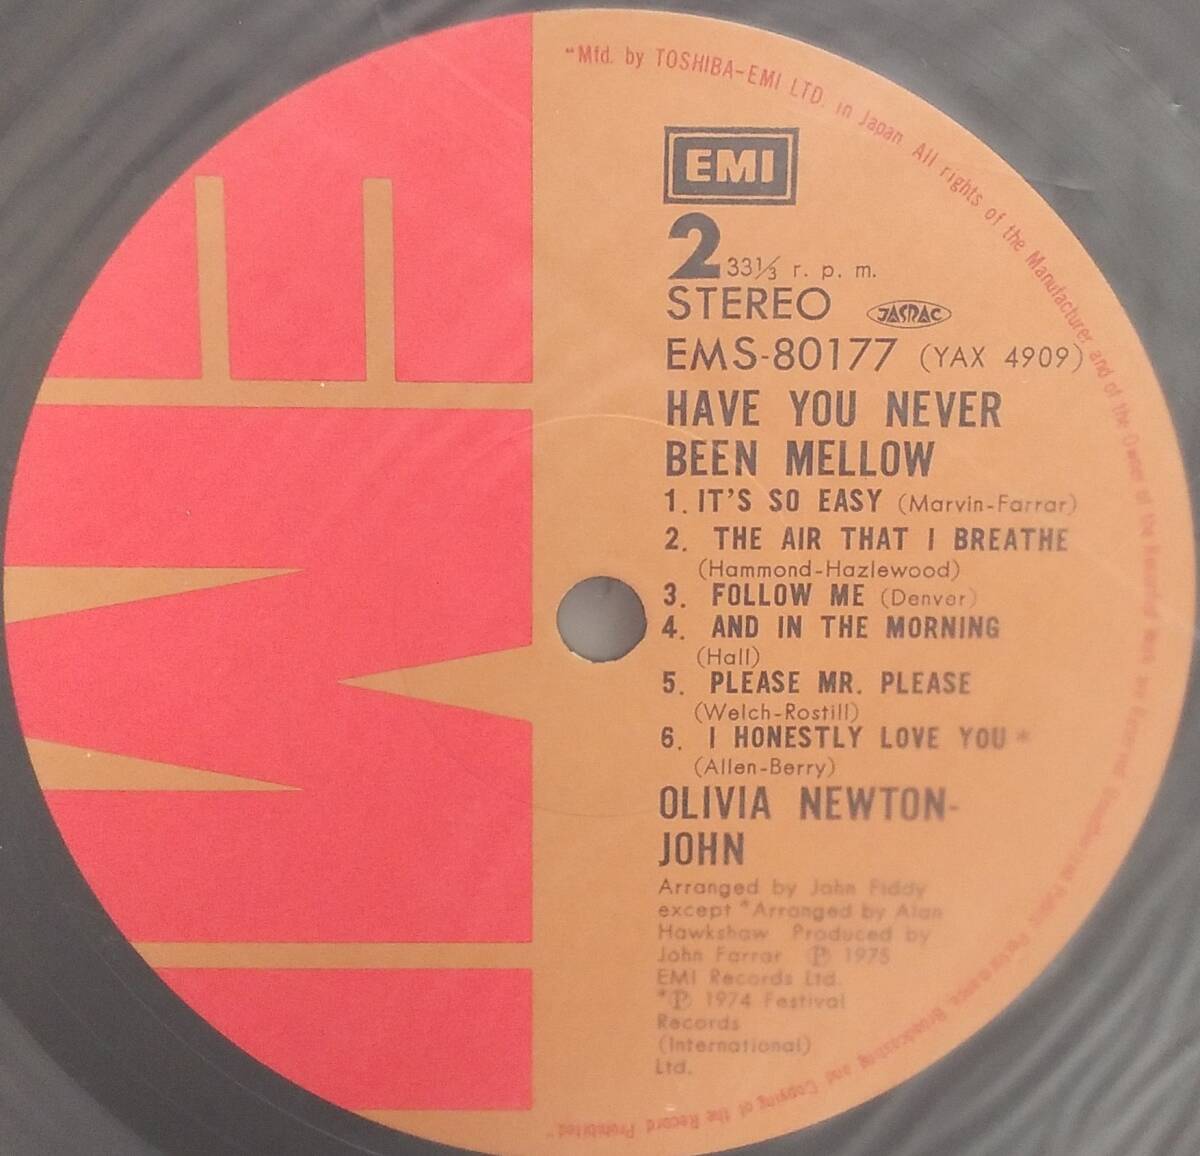 "Mfd. by TOSHIBA-EMI LTD. in Japan All rights of the Manufacturer and of the Owner of the Recorded Work are Reserved Unauthorized Public Performance, Broadcasting and Copying of the Record Prohibited"
EMI
2 33⅓ r. p. m.
STEREO JASRAC
EMS-80177 (YAX 4909)
HAVE YOU NEVER
BEEN MELLOW
1. IT'S SO EASY (Marvin-Farrar)
2. THE AIR THAT I BREATHE
(Hammond-Hazlewood)
3. FOLLOW ME (Denver)
4. AND IN THE MORNING
(Hall)
5. PLEASE MR. PLEASE
(Welch-Rostill)
6. I HONESTLY LOVE YOU *
(Allen-Berry)
OLIVIA NEWTON-
JOHN
Arranged by John Fiddy
except *Arranged by Alan
Hawkshaw Produced by
John Farrar Ⓟ 1975
EMI Records Ltd.
*Ⓟ 1974 Festival
Records
(International)
Ltd.
EMI